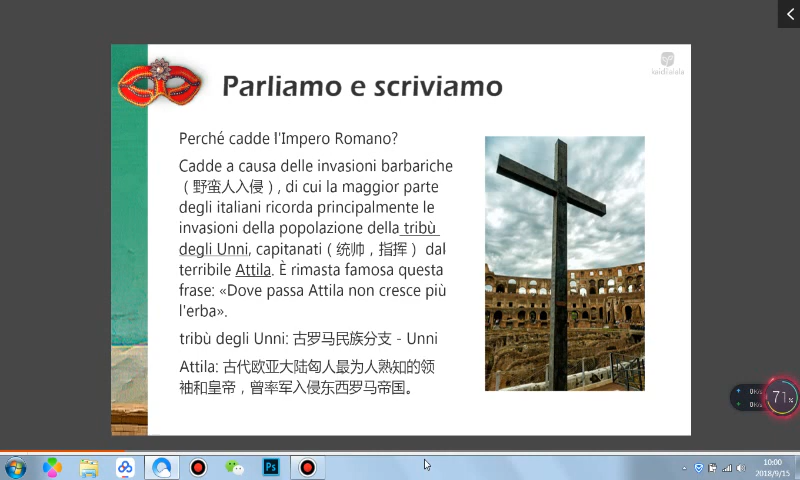 kaidilalala
Parliamo e scriviamo
Perché cadde l'Impero Romano?
Cadde a causa delle invasioni barbariche
（野蛮人入侵）, di cui la maggior parte
degli italiani ricorda principalmente le
invasioni della popolazione della tribù
degli Unni, capitanati（统帅，指挥） dal
terribile Attila. È rimasta famosa questa
frase: «Dove passa Attila non cresce più
l'erba».
tribù degli Unni: 古罗马民族分支 - Unni
Attila: 古代欧亚大陆匈人最为人熟知的领
袖和皇帝，曾率军入侵东西罗马帝国。
71%
Ps
10:00
2018/9/15